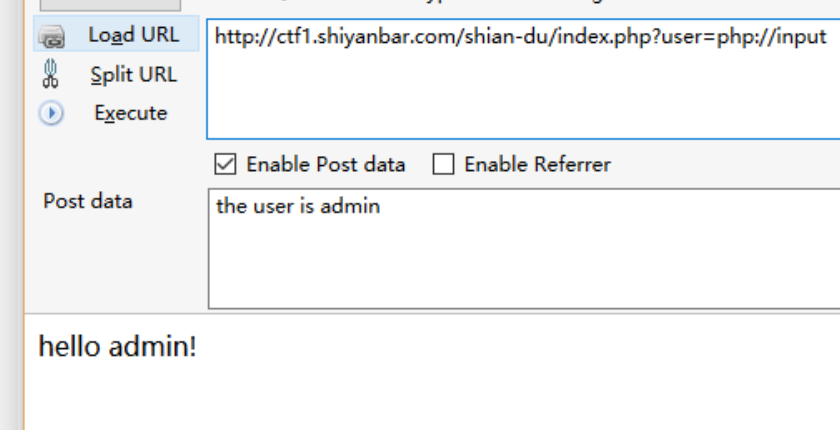 Load URL
http://ctf1.shiyanbar.com/shian-du/index.php?user=php://input
Split URL
Execute
Enable Post data Enable Referrer
Post data
the user is admin
hello admin!